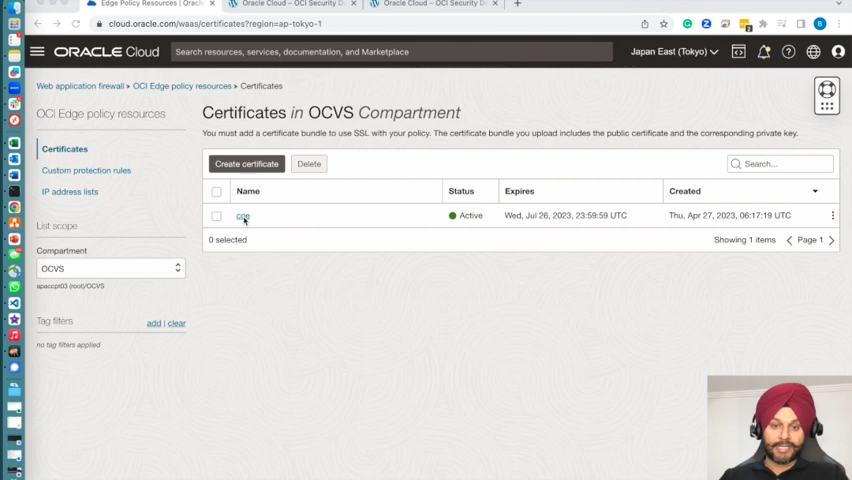 Edge Policy Resources | Oracl
Oracle Cloud – OCI Security De
Oracle Cloud – OCI Security De
cloud.oracle.com/waas/certificates?region=ap-tokyo-1
ORACLE Cloud
Search resources, services, documentation, and Marketplace
Japan East (Tokyo)
Web application firewall » OCI Edge policy resources » Certificates
OCI Edge policy resources
Certificates
Custom protection rules
IP address lists
List scope
Compartment
OCVS
apaccpt03 (root)/OCVS
Tag filters
add | clear
no tag filters applied
Certificates in OCVS Compartment
You must add a certificate bundle to use SSL with your policy. The certificate bundle you upload includes the public certificate and the corresponding private key.
Create certificate
Delete
Search...
Name
Status
Expires
Created
Active
Wed, Jul 26, 2023, 23:59:59 UTC
Thu, Apr 27, 2023, 06:17:19 UTC
0 selected
Showing 1 items
Page 1